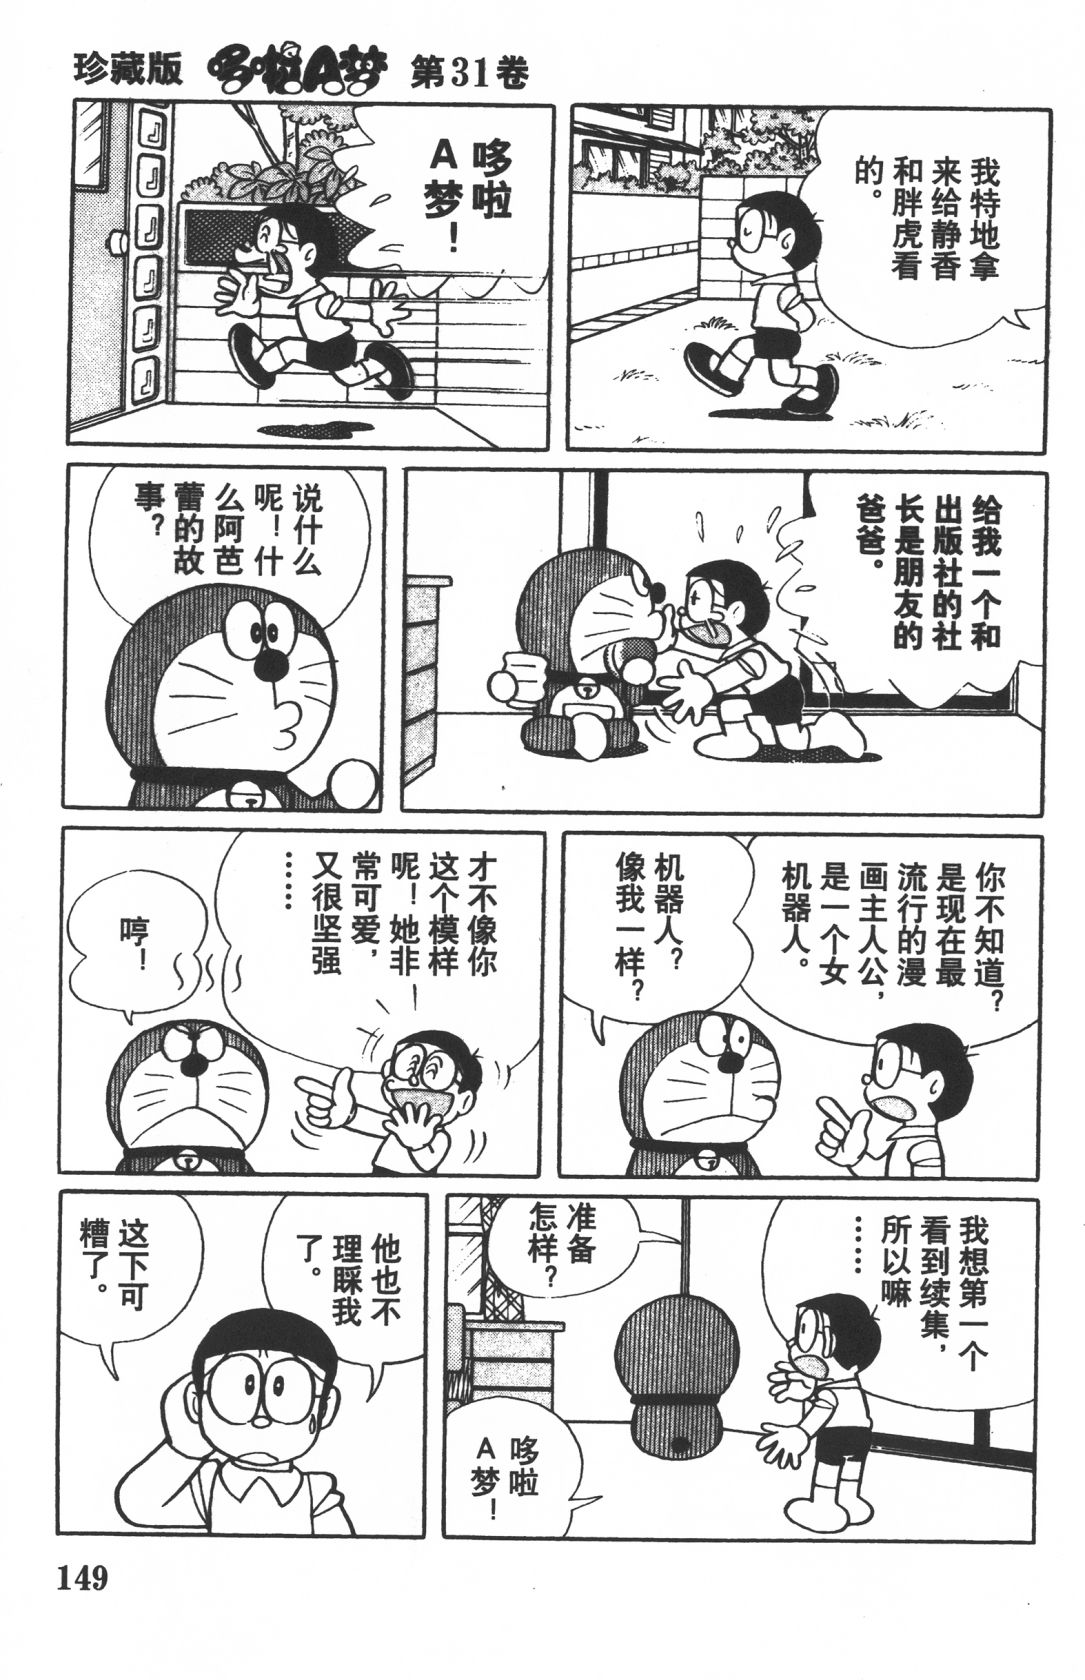 珍藏版 哆啦A梦 第31卷
我特地拿
来给静香
和胖虎看
的。
哆啦
A梦！
给我一个和
出版社的社
长是朋友的
爸爸。
说什么
呢！什
么阿芭
蕾的故
事？
你不知道？
是现在最
流行的漫
画主人公，
是一个女
机器人。
机器人？
像我一样？
才不像你
这个模样
呢！她非
常可爱，
又很坚强
……
哼！
我想第一个
看到续集，
所以嘛
……
准备
怎样？
哆啦
A梦！
他也不
理睬我
了。
这下可
糟了。
149